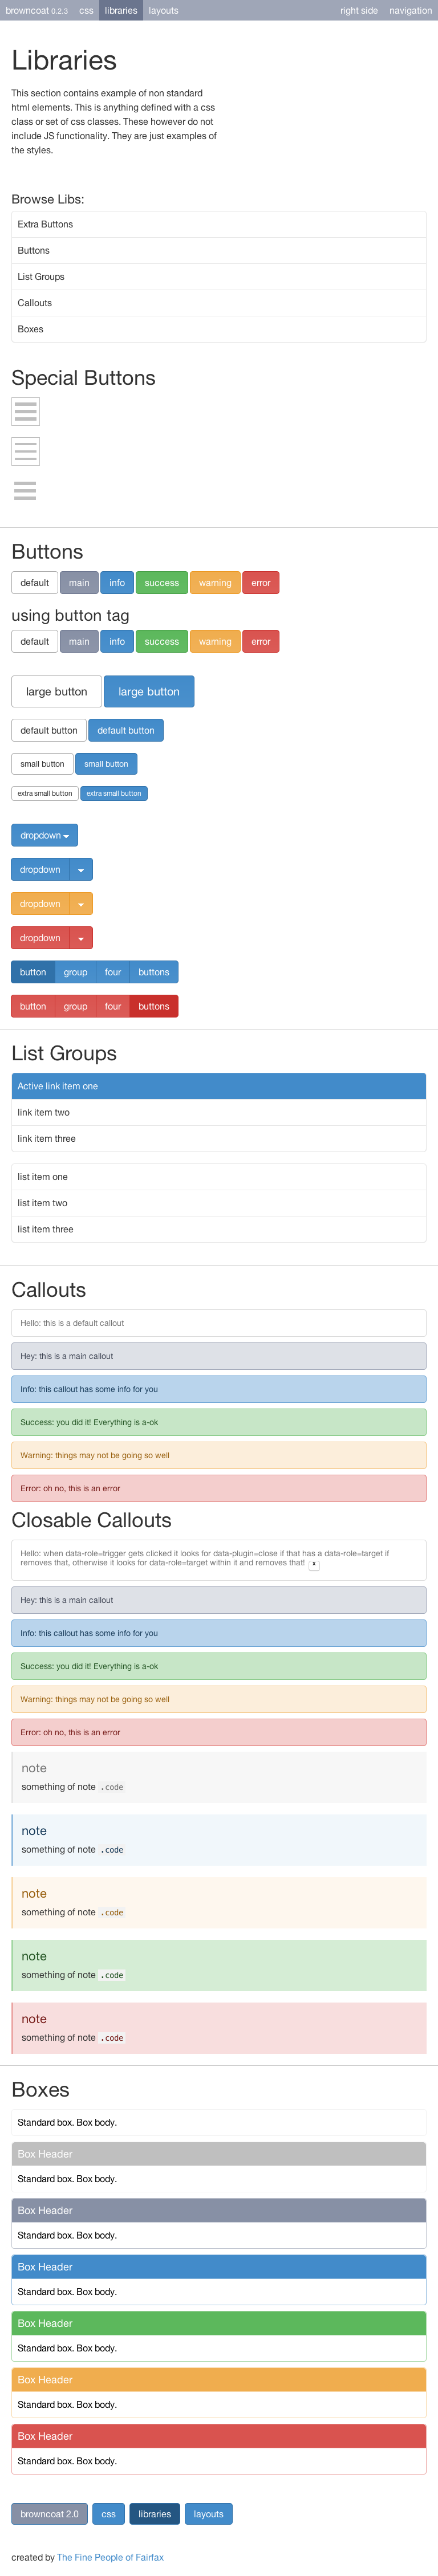 browncoat 0.2.3 css libraries layouts right side navigation
Libraries
This section contains example of non standard
html elements. This is anything defined with a css
class or set of css classes. These however do not
include JS functionality. They are just examples of
the styles.
Browse Libs:
Extra Buttons
Buttons
List Groups
Callouts
Boxes
Special Buttons
Buttons
default main info success warning error
using button tag
default main info success warning error
large button large button
default button default button
small button small button
extra small button extra small button
dropdown
dropdown
dropdown
dropdown
button group four buttons
button group four buttons
List Groups
Active link item one
link item two
link item three
list item one
list item two
list item three
Callouts
Hello: this is a default callout
Hey: this is a main callout
Info: this callout has some info for you
Success: you did it! Everything is a-ok
Warning: things may not be going so well
Error: oh no, this is an error
Closable Callouts
Hello: when data-role=trigger gets clicked it looks for data-plugin=close if that has a data-role=target if
removes that, otherwise it looks for data-role=target within it and removes that! x
Hey: this is a main callout
Info: this callout has some info for you
Success: you did it! Everything is a-ok
Warning: things may not be going so well
Error: oh no, this is an error
note
something of note .code
note
something of note .code
note
something of note .code
note
something of note .code
note
something of note .code
Boxes
Standard box. Box body.
Box Header
Standard box. Box body.
Box Header
Standard box. Box body.
Box Header
Standard box. Box body.
Box Header
Standard box. Box body.
Box Header
Standard box. Box body.
Box Header
Standard box. Box body.
browncoat 2.0 css libraries layouts
created by The Fine People of Fairfax